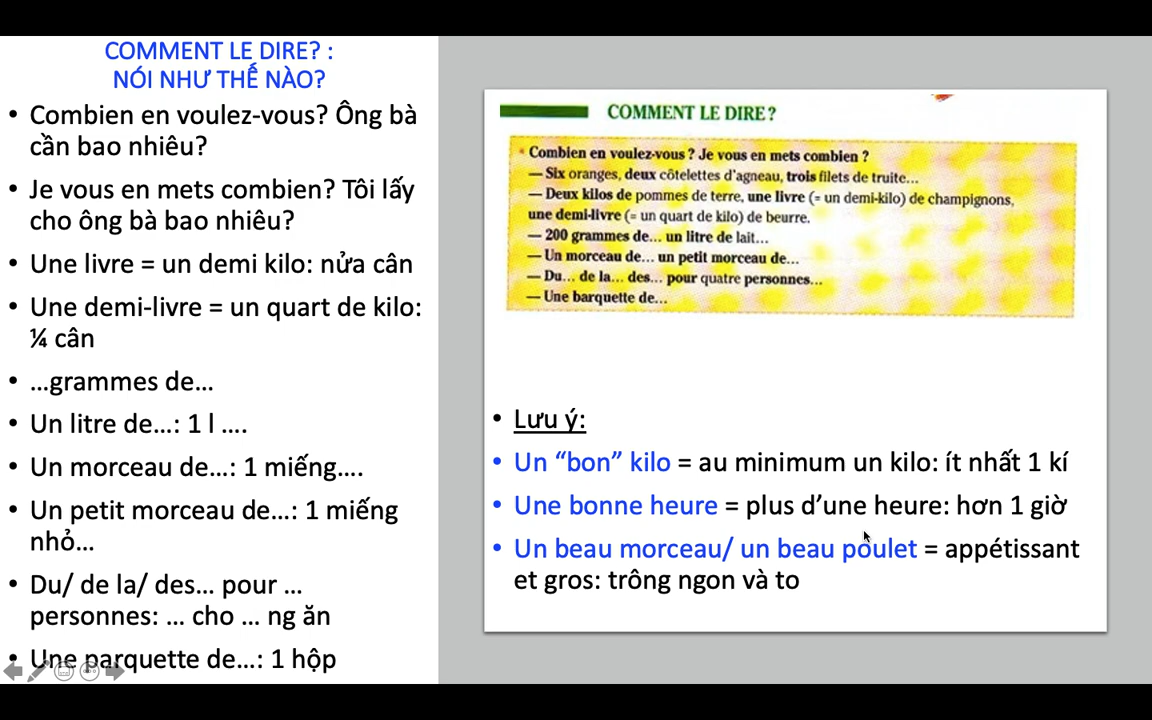 COMMENT LE DIRE? :
NÓI NHƯ THẾ NÀO?
• Combien en voulez-vous? Ông bà
cần bao nhiêu?
• Je vous en mets combien? Tôi lấy
cho ông bà bao nhiêu?
• Une livre = un demi kilo: nửa cân
• Une demi-livre = un quart de kilo:
¼ cân
• …grammes de…
• Un litre de…: 1 l ….
• Un morceau de…: 1 miếng….
• Un petit morceau de…: 1 miếng
nhỏ…
• Du/ de la/ des… pour …
personnes: … cho … ng ăn
• Une parquette de…: 1 hộp
COMMENT LE DIRE?
• Combien en voulez-vous ? Je vous en mets combien ?
— Six oranges, deux côtelettes d'agneau, trois filets de truite...
— Deux kilos de pommes de terre, une livre (= un demi-kilo) de champignons,
une demi-livre (= un quart de kilo) de beurre.
— 200 grammes de... un litre de lait...
— Un morceau de... un petit morceau de...
— Du... de la... des... pour quatre personnes...
— Une barquette de...
• Lưu ý:
• Un “bon” kilo = au minimum un kilo: ít nhất 1 kí
• Une bonne heure = plus d’une heure: hơn 1 giờ
• Un beau morceau/ un beau poulet = appétissant
et gros: trông ngon và to